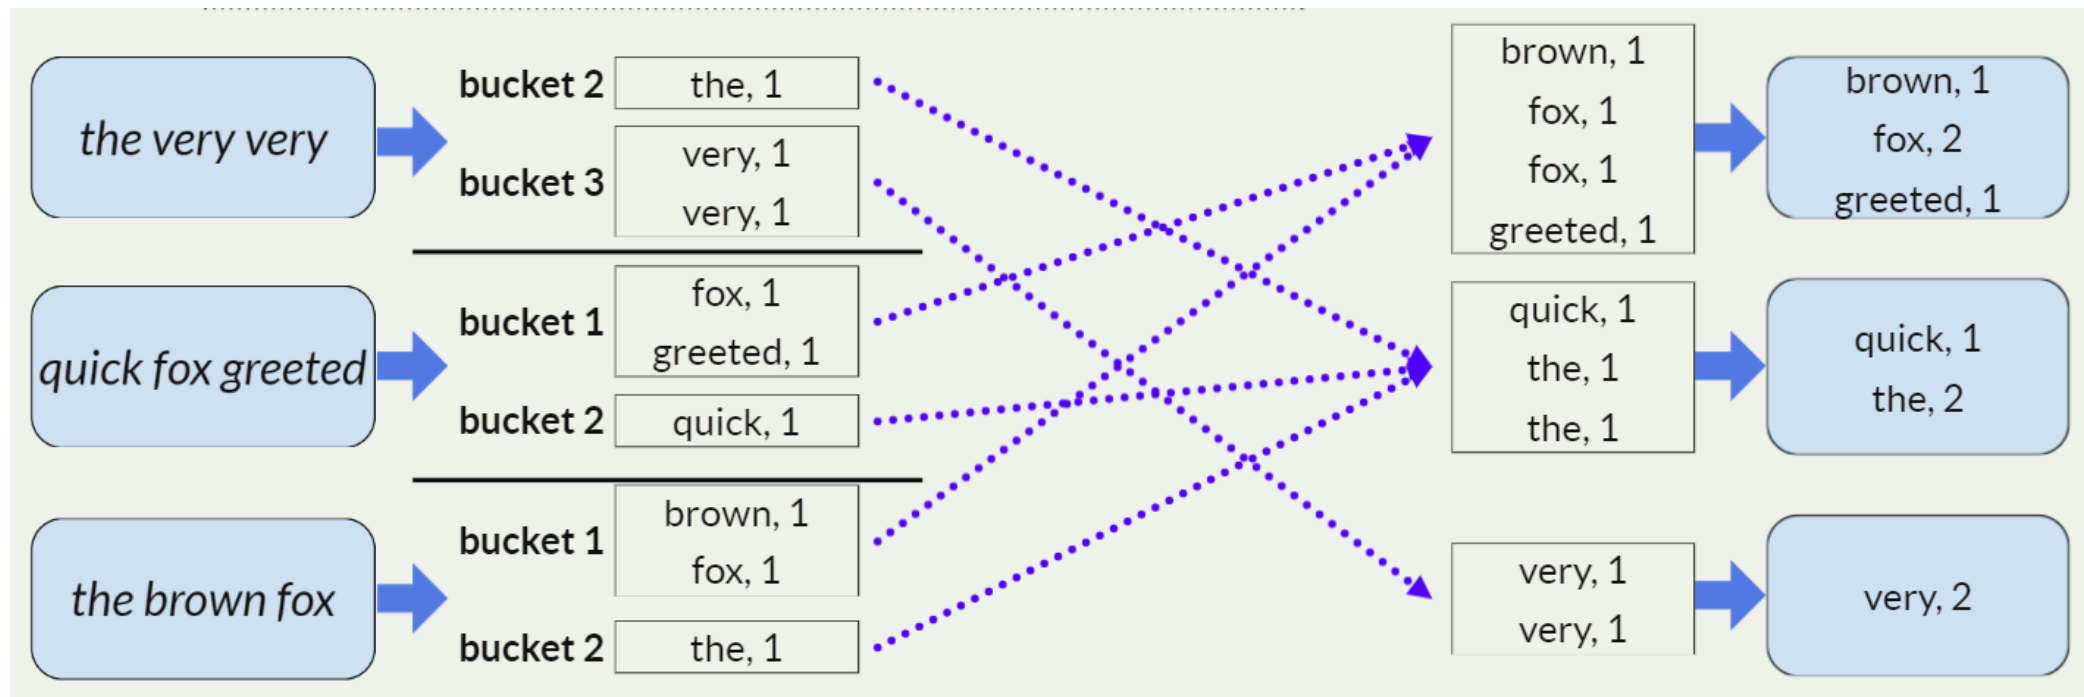 the very very
bucket 2
the, 1
bucket 3
very, 1
very, 1
quick fox greeted
bucket 1
fox, 1
greeted, 1
bucket 2
quick, 1
the brown fox
bucket 1
brown, 1
fox, 1
bucket 2
the, 1
brown, 1
fox, 1
fox, 1
greeted, 1
brown, 1
fox, 2
greeted, 1
quick, 1
the, 1
the, 1
quick, 1
the, 2
very, 1
very, 1
very, 2